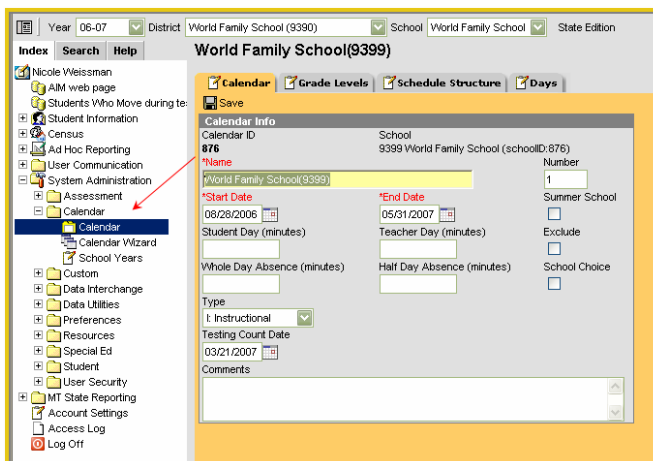 Year 06-07 District World Family School (9390) School World Family School State Edition
Index Search Help
World Family School(9399)
Nicole Weissman
AIM web page
Students Who Move during te
Student Information
Census
Ad Hoc Reporting
User Communication
System Administration
Assessment
Calendar
Calendar
Calendar Wizard
School Years
Custom
Data Interchange
Data Utilities
Preferences
Resources
Special Ed
Student
User Security
MT State Reporting
Account Settings
Access Log
Log Off
Calendar Grade Levels Schedule Structure Days
Save
Calendar Info
Calendar ID School
876 9399 World Family School (schoolID:876)
*Name Number
World Family School(9399) 1
*Start Date *End Date Summer School
08/28/2006 05/31/2007
Student Day (minutes) Teacher Day (minutes) Exclude
Whole Day Absence (minutes) Half Day Absence (minutes) School Choice
Type
I: Instructional
Testing Count Date
03/21/2007
Comments